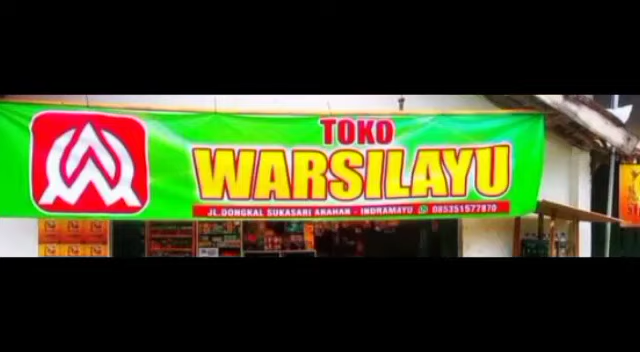 TOKO
WARSILAYU
JL.DONGKAL SUKASARI ARAHAN - INDRAMAYU 085351577870